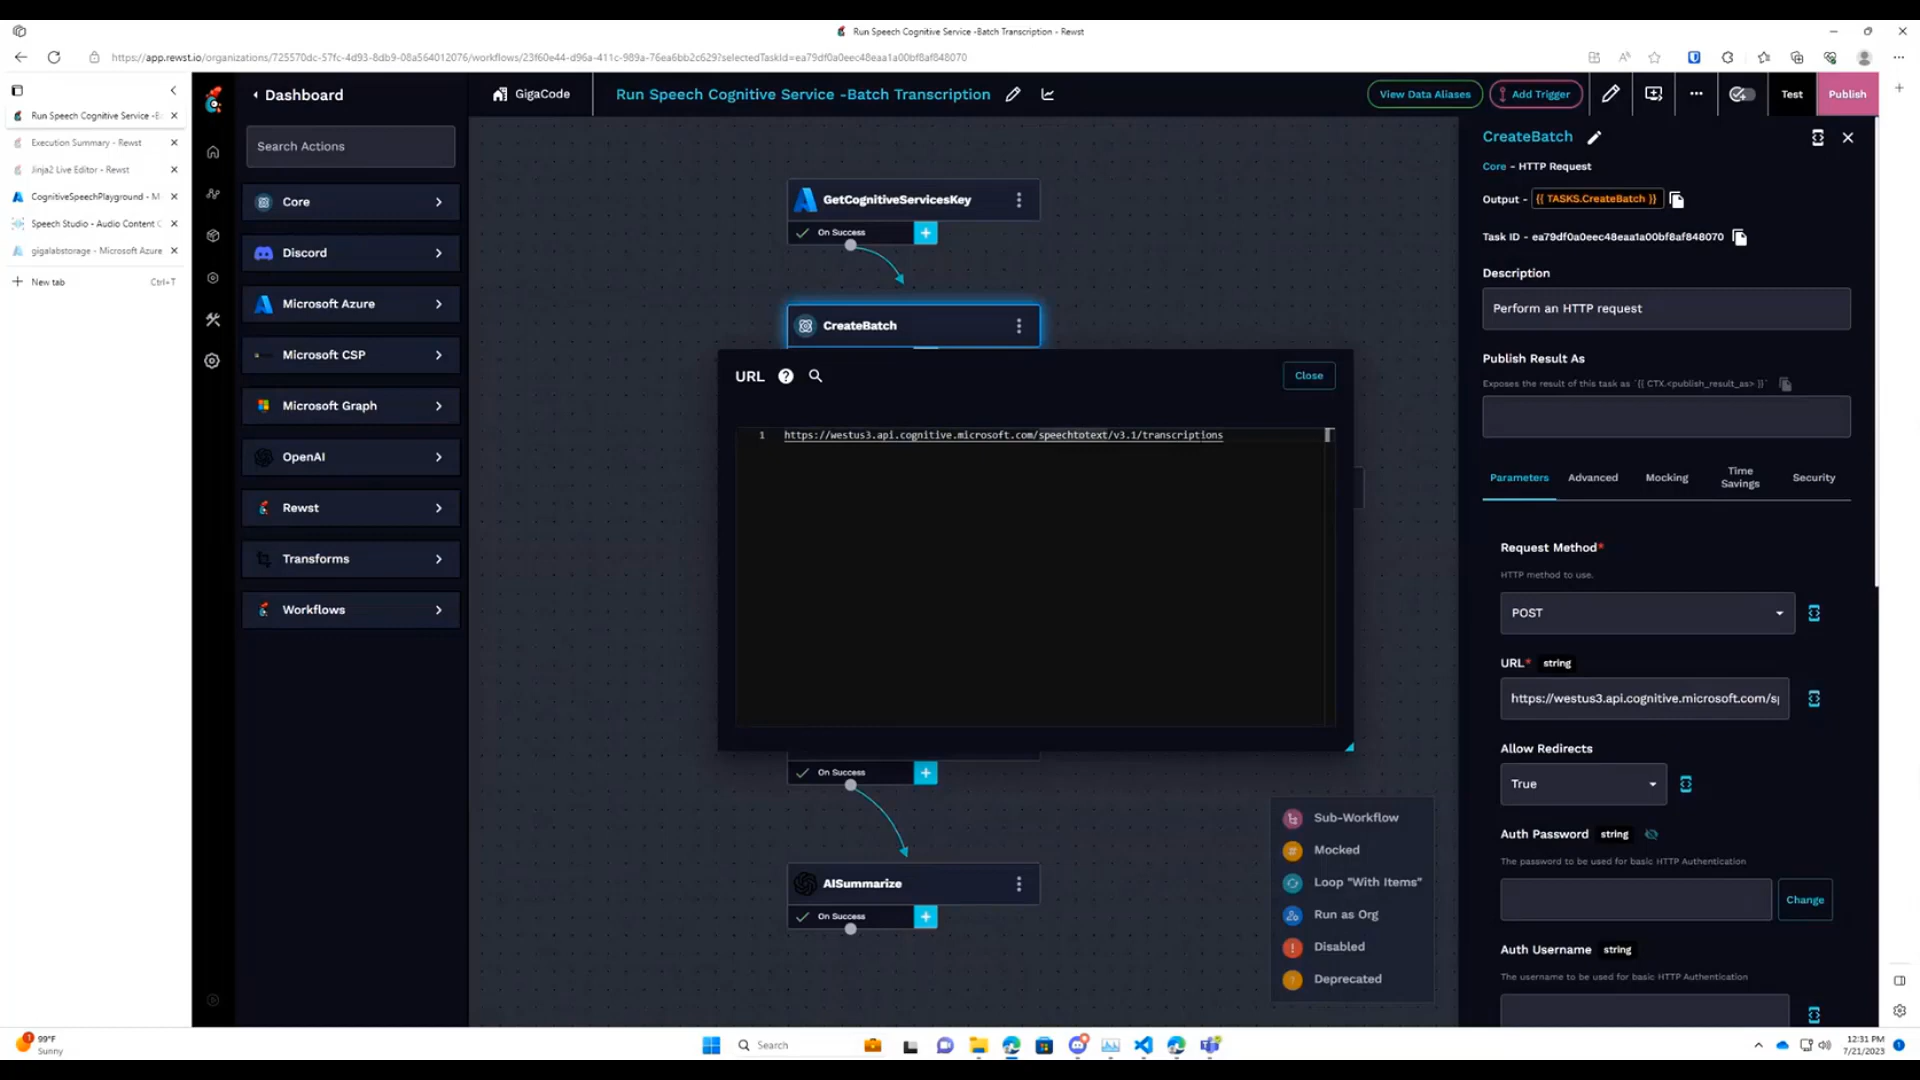 Run Speech Cognitive Service -Batch Transcription - Rewst
https://app.rewst.io/organizations/725570dc-57fc-4d93-8db9-08a564012076/workflows/23f60e44-d96a-411c-989a-76ea6bb2c629?selectedTaskId=ea79df0a0eec48eaa1a00bf8af848070
Run Speech Cognitive Service -B
Execution Summary - Rewst
Jinja2 Live Editor - Rewst
CognitiveSpeechPlayground - M
Speech Studio - Audio Content C
gigalabstorage - Microsoft Azure
New tab
Ctrl+T
Dashboard
Search Actions
Core
Discord
Microsoft Azure
Microsoft CSP
Microsoft Graph
OpenAI
Rewst
Transforms
Workflows
GigaCode
Run Speech Cognitive Service -Batch Transcription
View Data Aliases
Add Trigger
Test
Publish
GetCognitiveServicesKey
On Success
CreateBatch
URL
Close
1 https://westus3.api.cognitive.microsoft.com/speechtotext/v3.1/transcriptions
On Success
AISummarize
On Success
Sub-Workflow
Mocked
Loop "With Items"
Run as Org
Disabled
Deprecated
CreateBatch
Core - HTTP Request
Output - {{ TASKS.CreateBatch }}
Task ID - ea79df0a0eec48eaa1a00bf8af848070
Description
Perform an HTTP request
Publish Result As
Exposes the result of this task as `{{ CTX.<publish_result_as> }}`
Parameters
Advanced
Mocking
Time Savings
Security
Request Method*
HTTP method to use.
POST
URL* string
https://westus3.api.cognitive.microsoft.com/s
Allow Redirects
True
Auth Password string
The password to be used for basic HTTP Authentication
Change
Auth Username string
The username to be used for basic HTTP Authentication
99°F
Sunny
Search
12:31 PM
7/21/2023